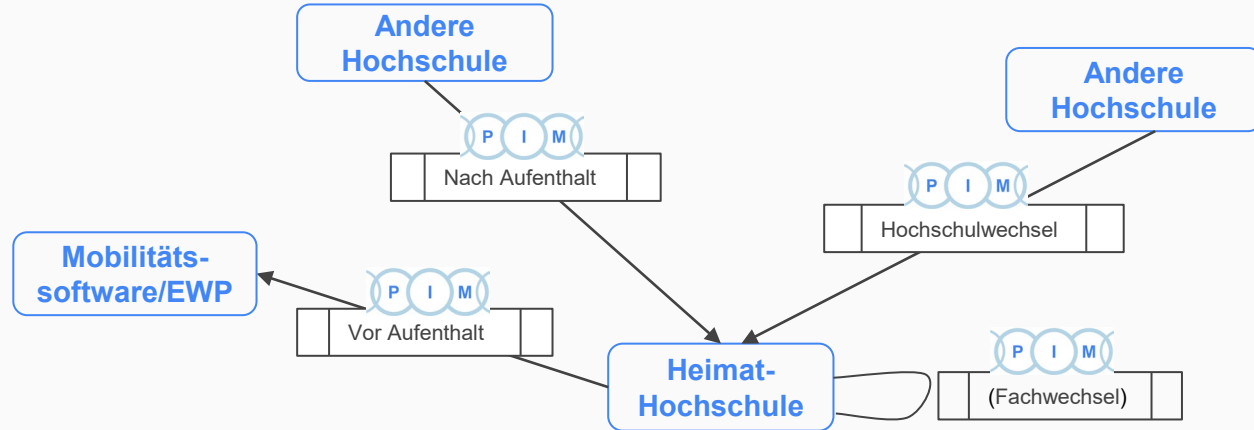 Andere
Hochschule
Andere
Hochschule
P I M
Nach Aufenthalt
P I M
Hochschulwechsel
Mobilitäts-
software/EWP
P I M
Vor Aufenthalt
Heimat-
Hochschule
P I M
(Fachwechsel)